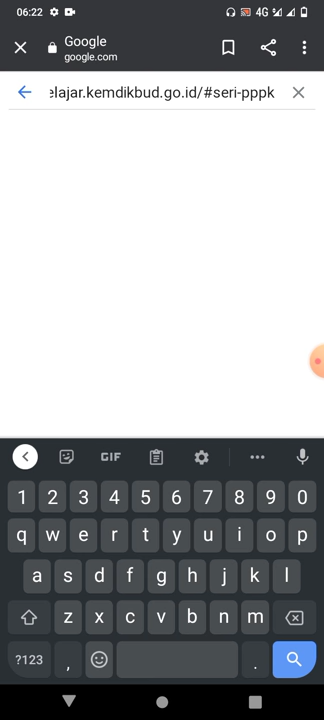 06:22 4G
Google
google.com
elajar.kemdikbud.go.id/#seri-pppk
GIF
1 2 3 4 5 6 7 8 9 0
q w e r t y u i o p
a s d f g h j k l
z x c v b n m
?123 , .